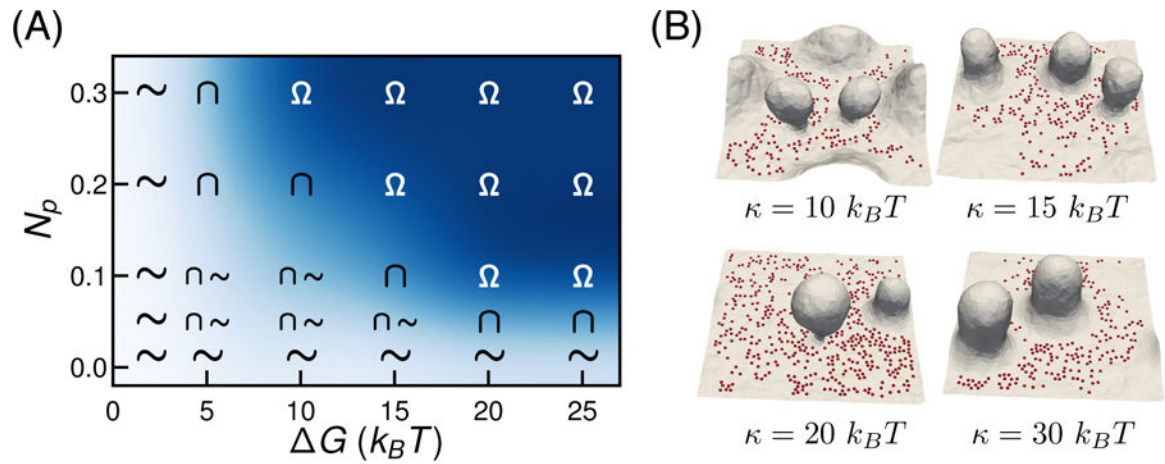 (A)
(B)
0.3 ~ ∩ Ω Ω Ω Ω
0.2 ~ ∩ ∩ Ω Ω Ω
0.1 ~ ∩~ ∩~ ∩ Ω Ω
~ ∩~ ∩~ ∩~ ∩ ∩
0.0 ~ ~ ~ ~ ~ ~
N_p
0 5 10 15 20 25
ΔG (k_BT)
κ = 10 k_BT
κ = 15 k_BT
κ = 20 k_BT
κ = 30 k_BT